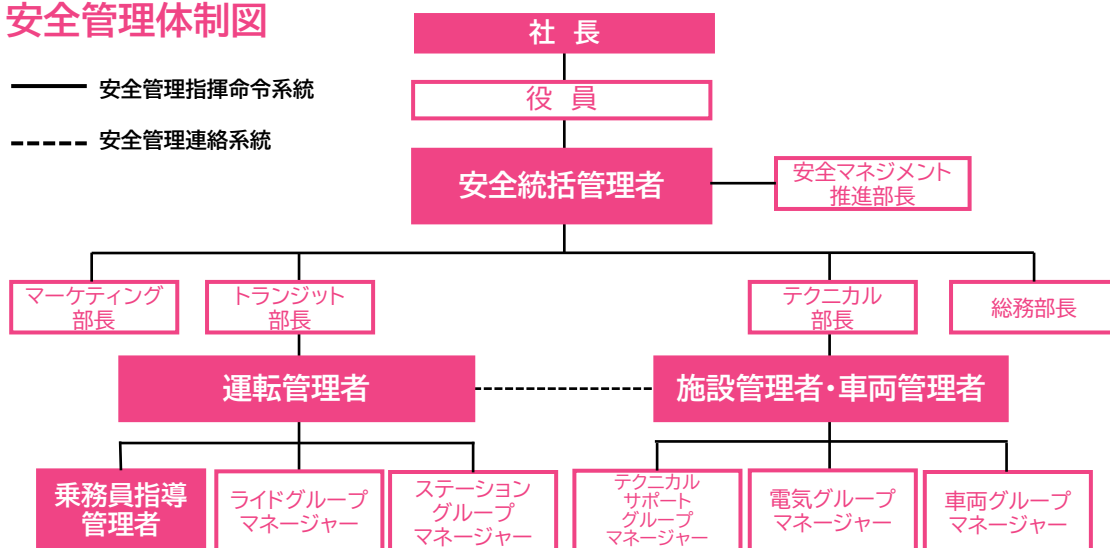 安全管理体制図
安全管理指揮命令系統
安全管理連絡系統
社 長
役 員
安全統括管理者
安全マネジメント
推進部長
マーケティング
部長
トランジット
部長
テクニカル
部長
総務部長
運転管理者
施設管理者・車両管理者
乗務員指導
管理者
ライドグループ
マネージャー
ステーション
グループ
マネージャー
テクニカル
サポート
グループ
マネージャー
電気グループ
マネージャー
車両グループ
マネージャー